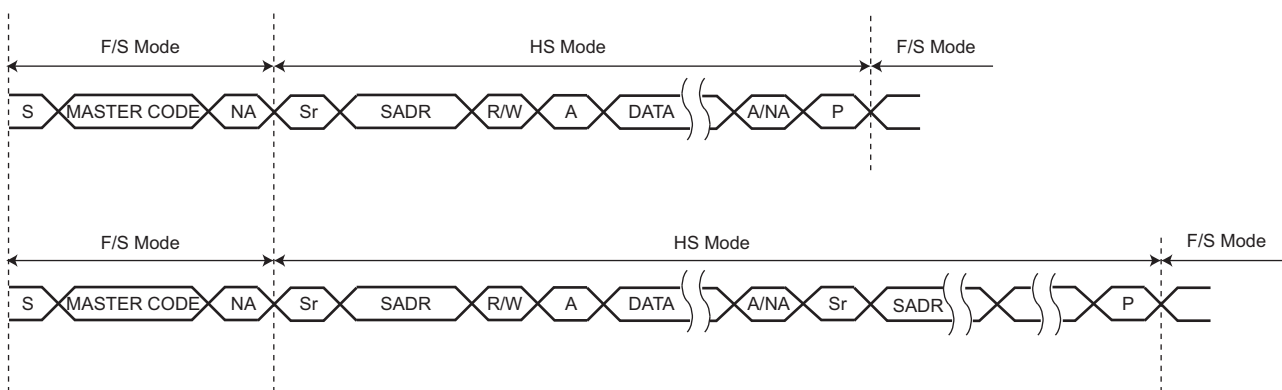 F/S Mode HS Mode F/S Mode
S MASTER CODE NA Sr SADR R/W A DATA A/NA P
F/S Mode HS Mode F/S Mode
S MASTER CODE NA Sr SADR R/W A DATA A/NA Sr SADR P